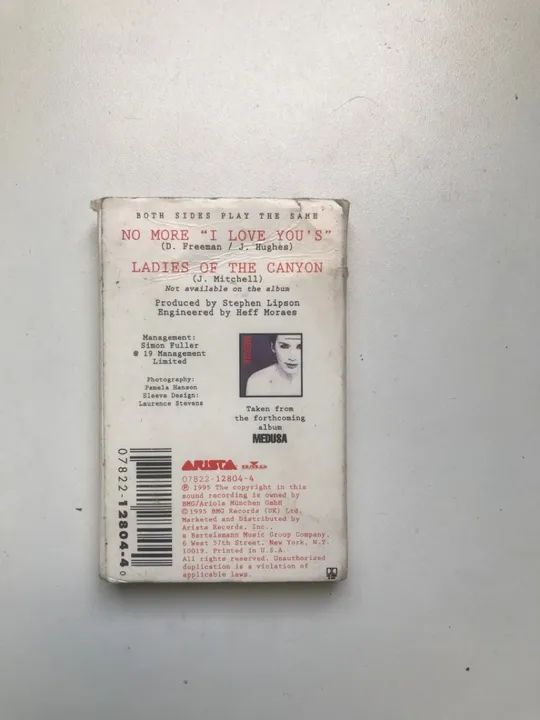 BOTH SIDES PLAY THE SAME
NO MORE "I LOVE YOU'S"
(D. Freeman / J. Hughes)
LADIES OF THE CANYON
(J. Mitchell)
Not available on the album
Produced by Stephen Lipson
Engineered by Heff Moraes
Management:
Simon Fuller
@ 19 Management
Limited
Photography:
Pamela Hanson
Sleeve Design:
Laurence Stevens
Taken from
the forthcoming
album
MEDUSA
ARISTA
07822-12804-4
℗ 1995 The copyright in this
sound recording is owned by
BMG/Ariola München GmbH
© 1995 BMG Records (UK) Ltd.
Marketed and Distributed by
Arista Records, Inc.,
a Bertelsmann Music Group Company,
6 West 57th Street, New York, N.Y.
10019. Printed in U.S.A.
All rights reserved. Unauthorized
duplication is a violation of
applicable laws.
07822-12804-4 0